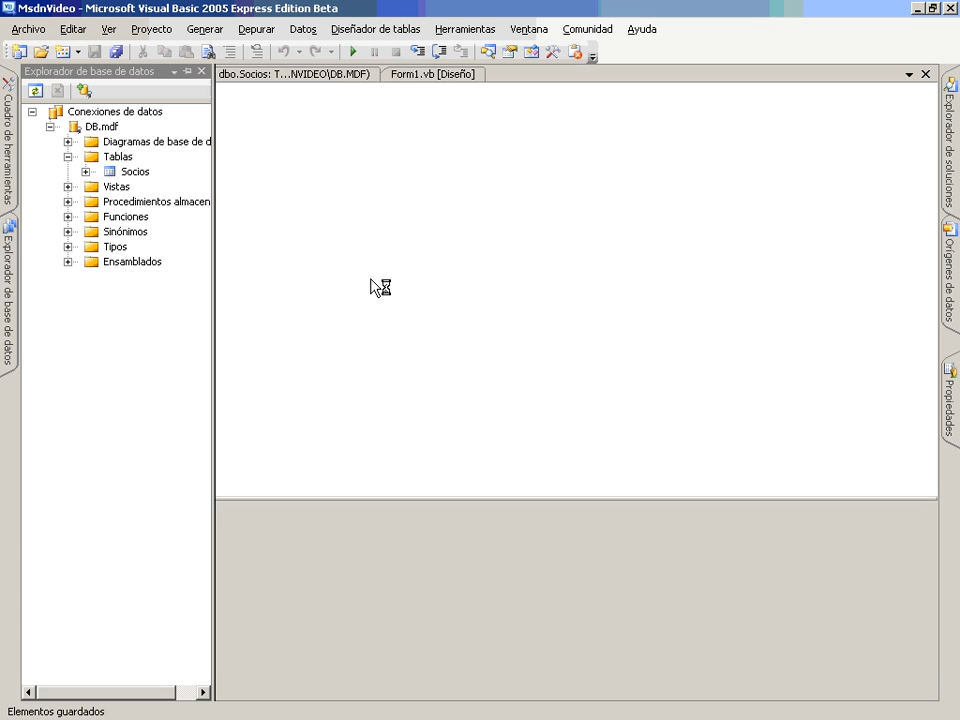 MsdnVideo - Microsoft Visual Basic 2005 Express Edition Beta
Archivo Editar Ver Proyecto Generar Depurar Datos Diseñador de tablas Herramientas Ventana Comunidad Ayuda
Explorador de base de datos
dbo.Socios: T...NVIDEO\DB.MDF) Form1.vb [Diseño]
Cuadro de herramientas
Explorador de base de datos
Conexiones de datos
DB.mdf
Diagramas de base de d
Tablas
Socios
Vistas
Procedimientos almacen
Funciones
Sinónimos
Tipos
Ensamblados
Explorador de soluciones
Orígenes de datos
Propiedades
Elementos guardados